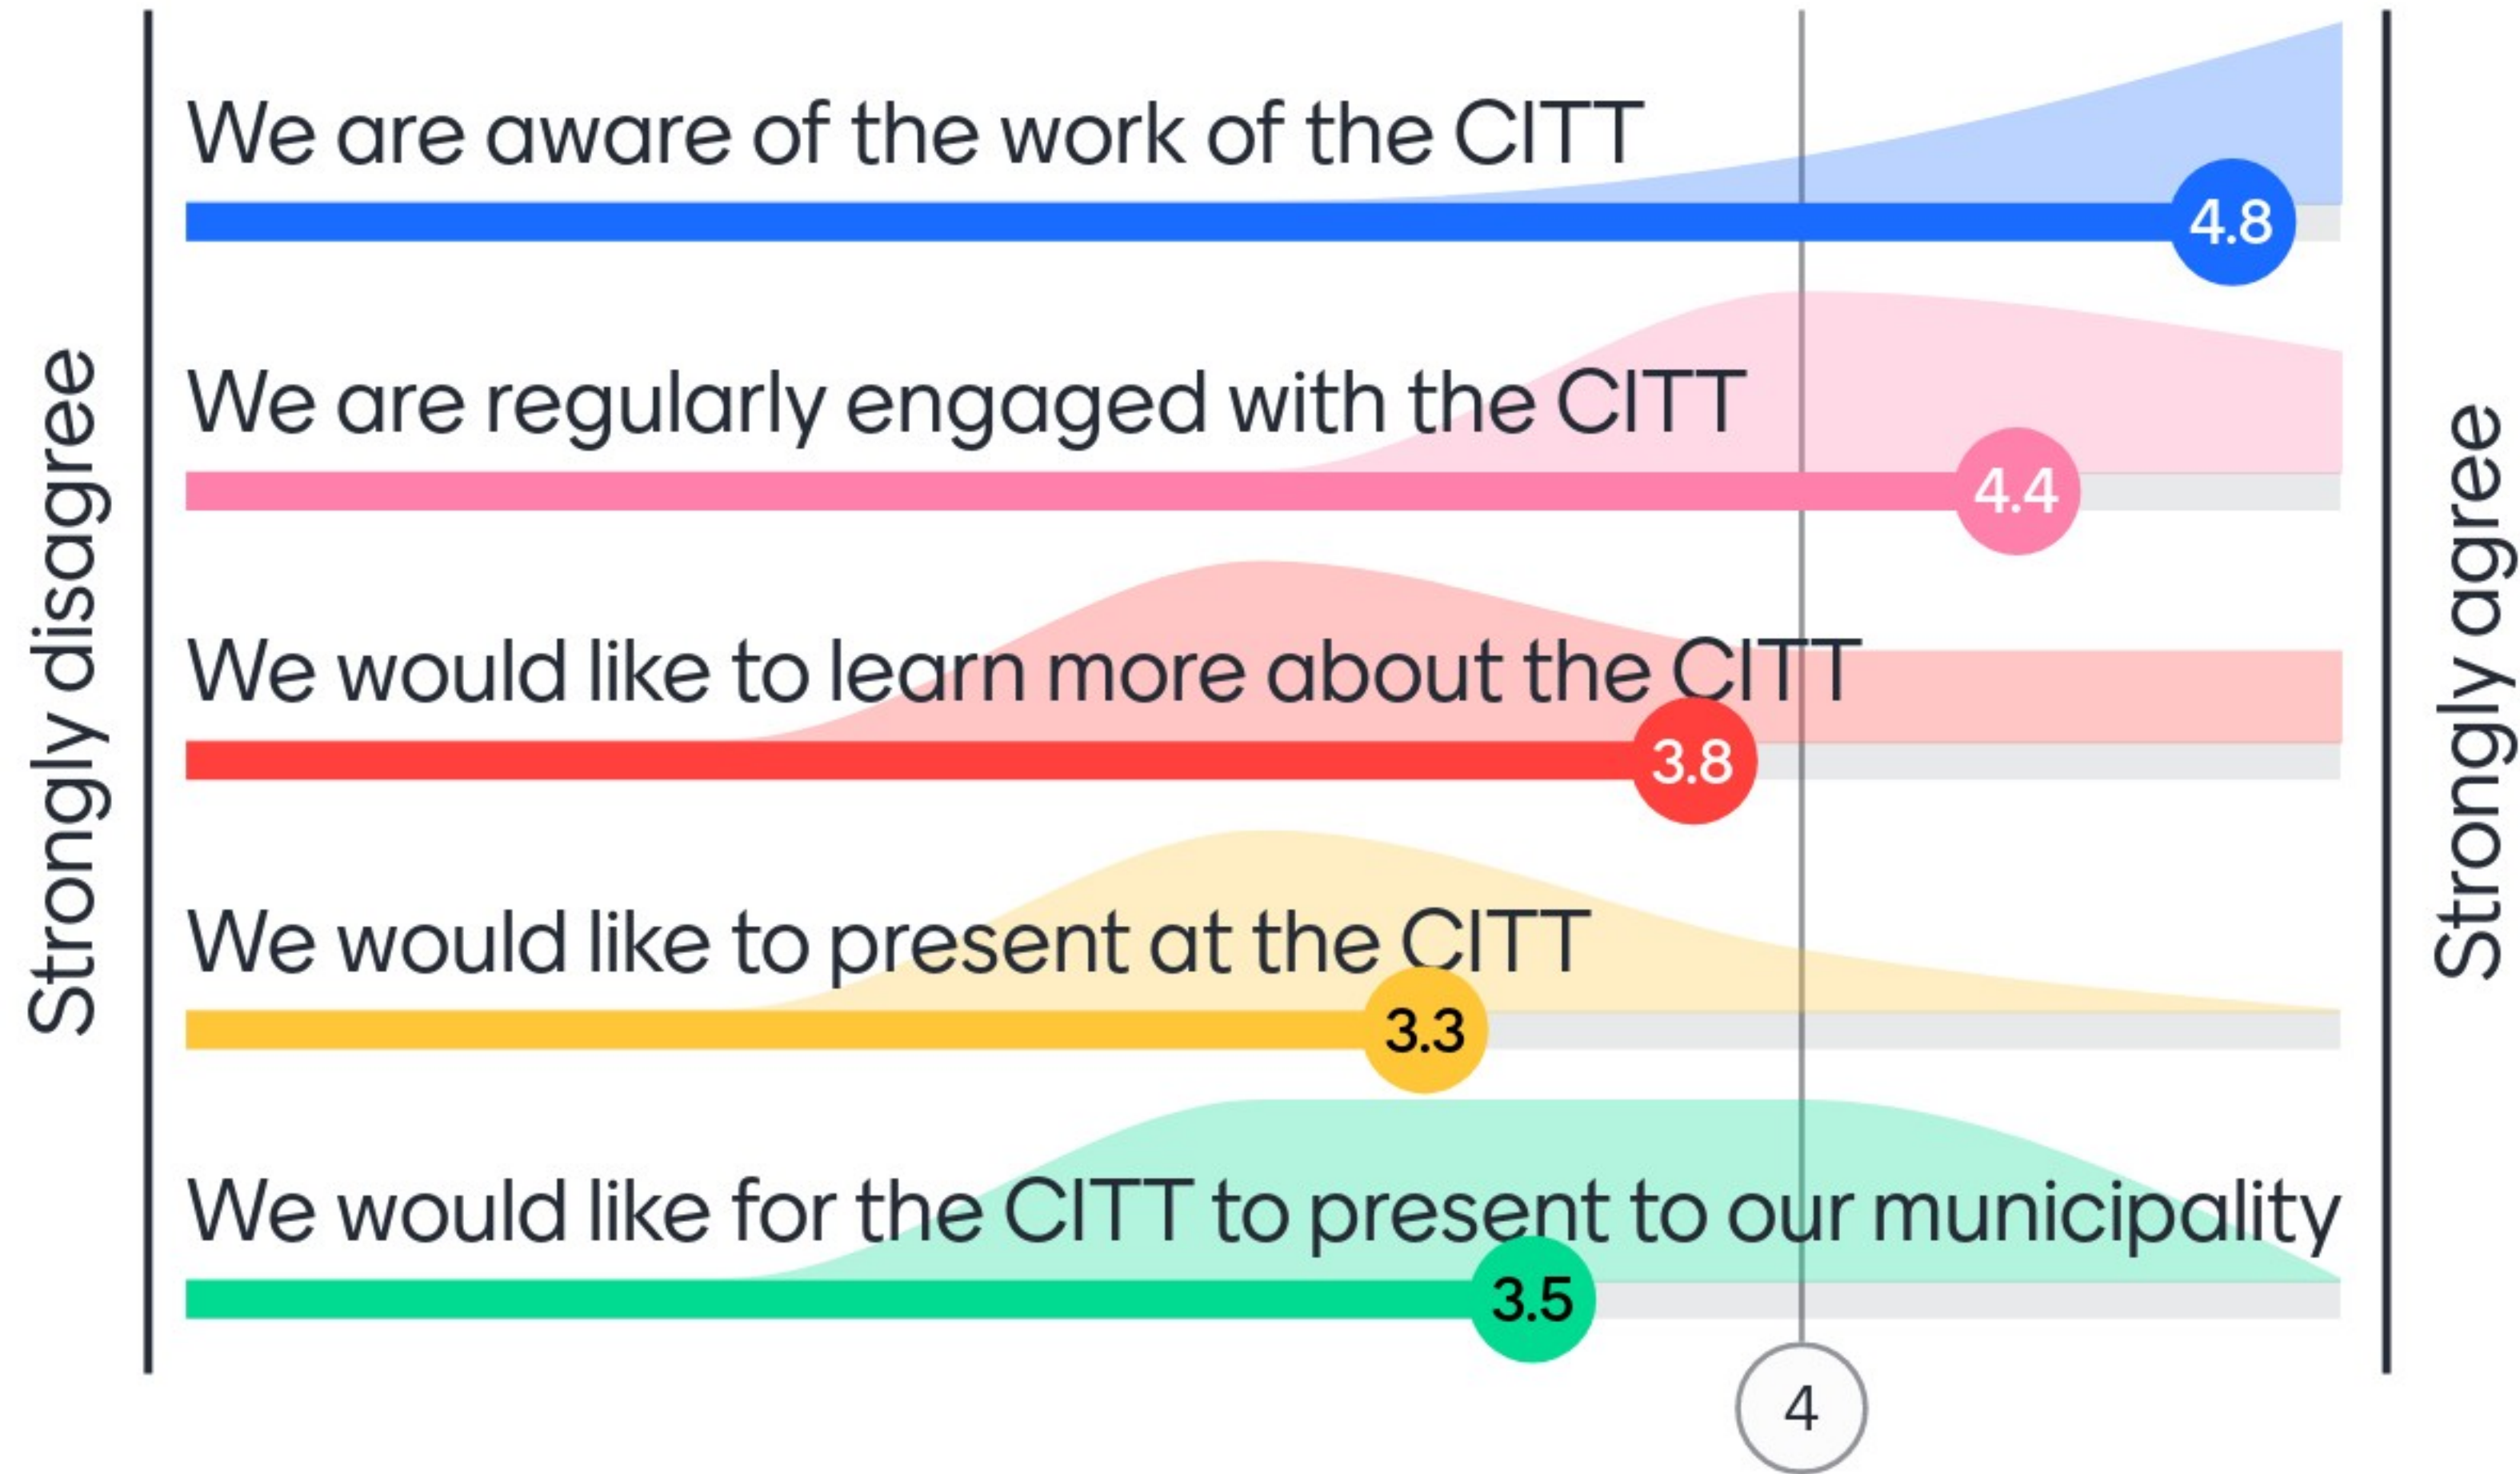 Strongly disagree
We are aware of the work of the CITT
4.8
We are regularly engaged with the CITT
4.4
We would like to learn more about the CITT
3.8
We would like to present at the CITT
3.3
We would like for the CITT to present to our municipality
3.5
4
Strongly agree